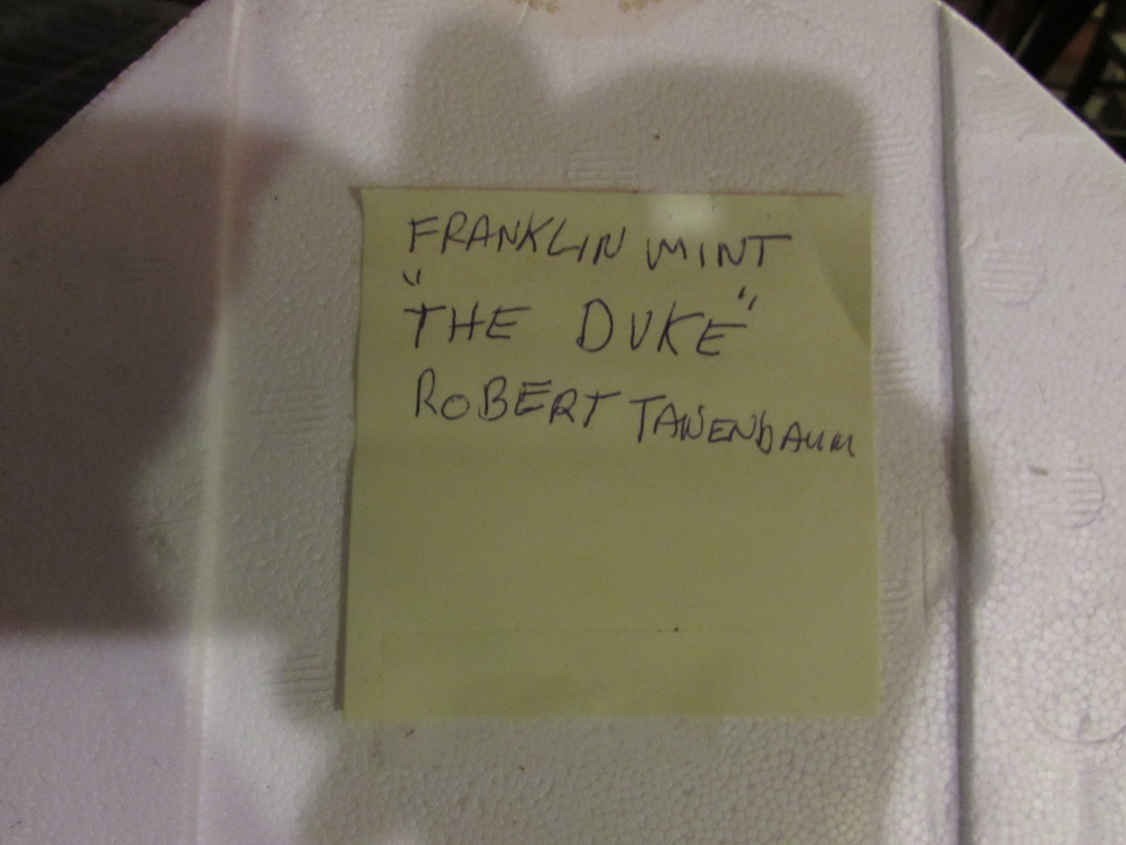 FRANKLIN MINT
"THE DUKE"
ROBERT TANENBAUM